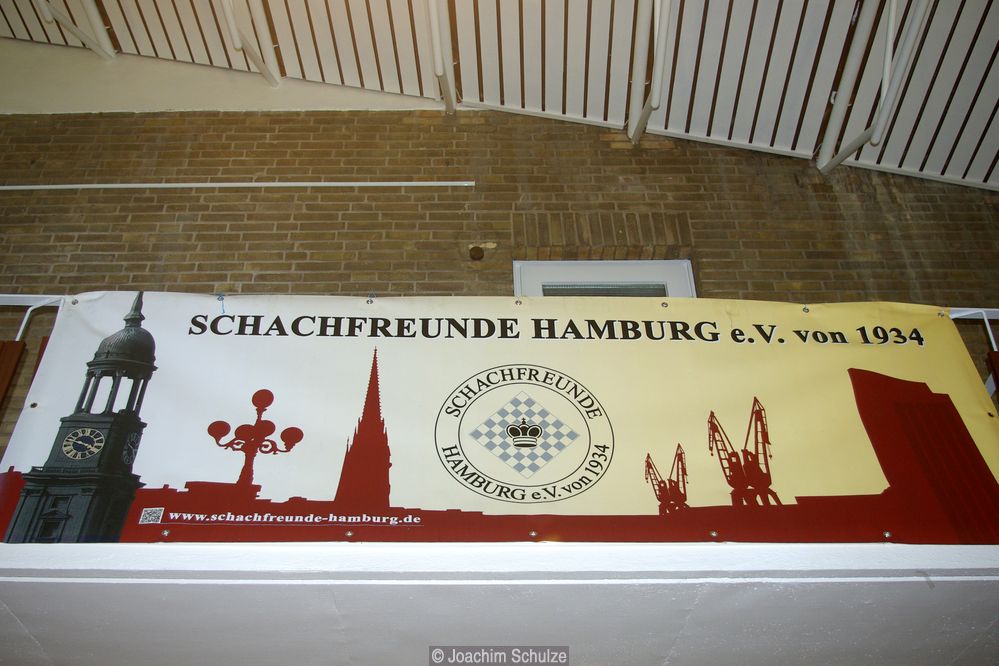 SCHACHFREUNDE HAMBURG e.V. von 1934
SCHACHFREUNDE
HAMBURG e.V. von 1934
www.schachfreunde-hamburg.de
© Joachim Schulze